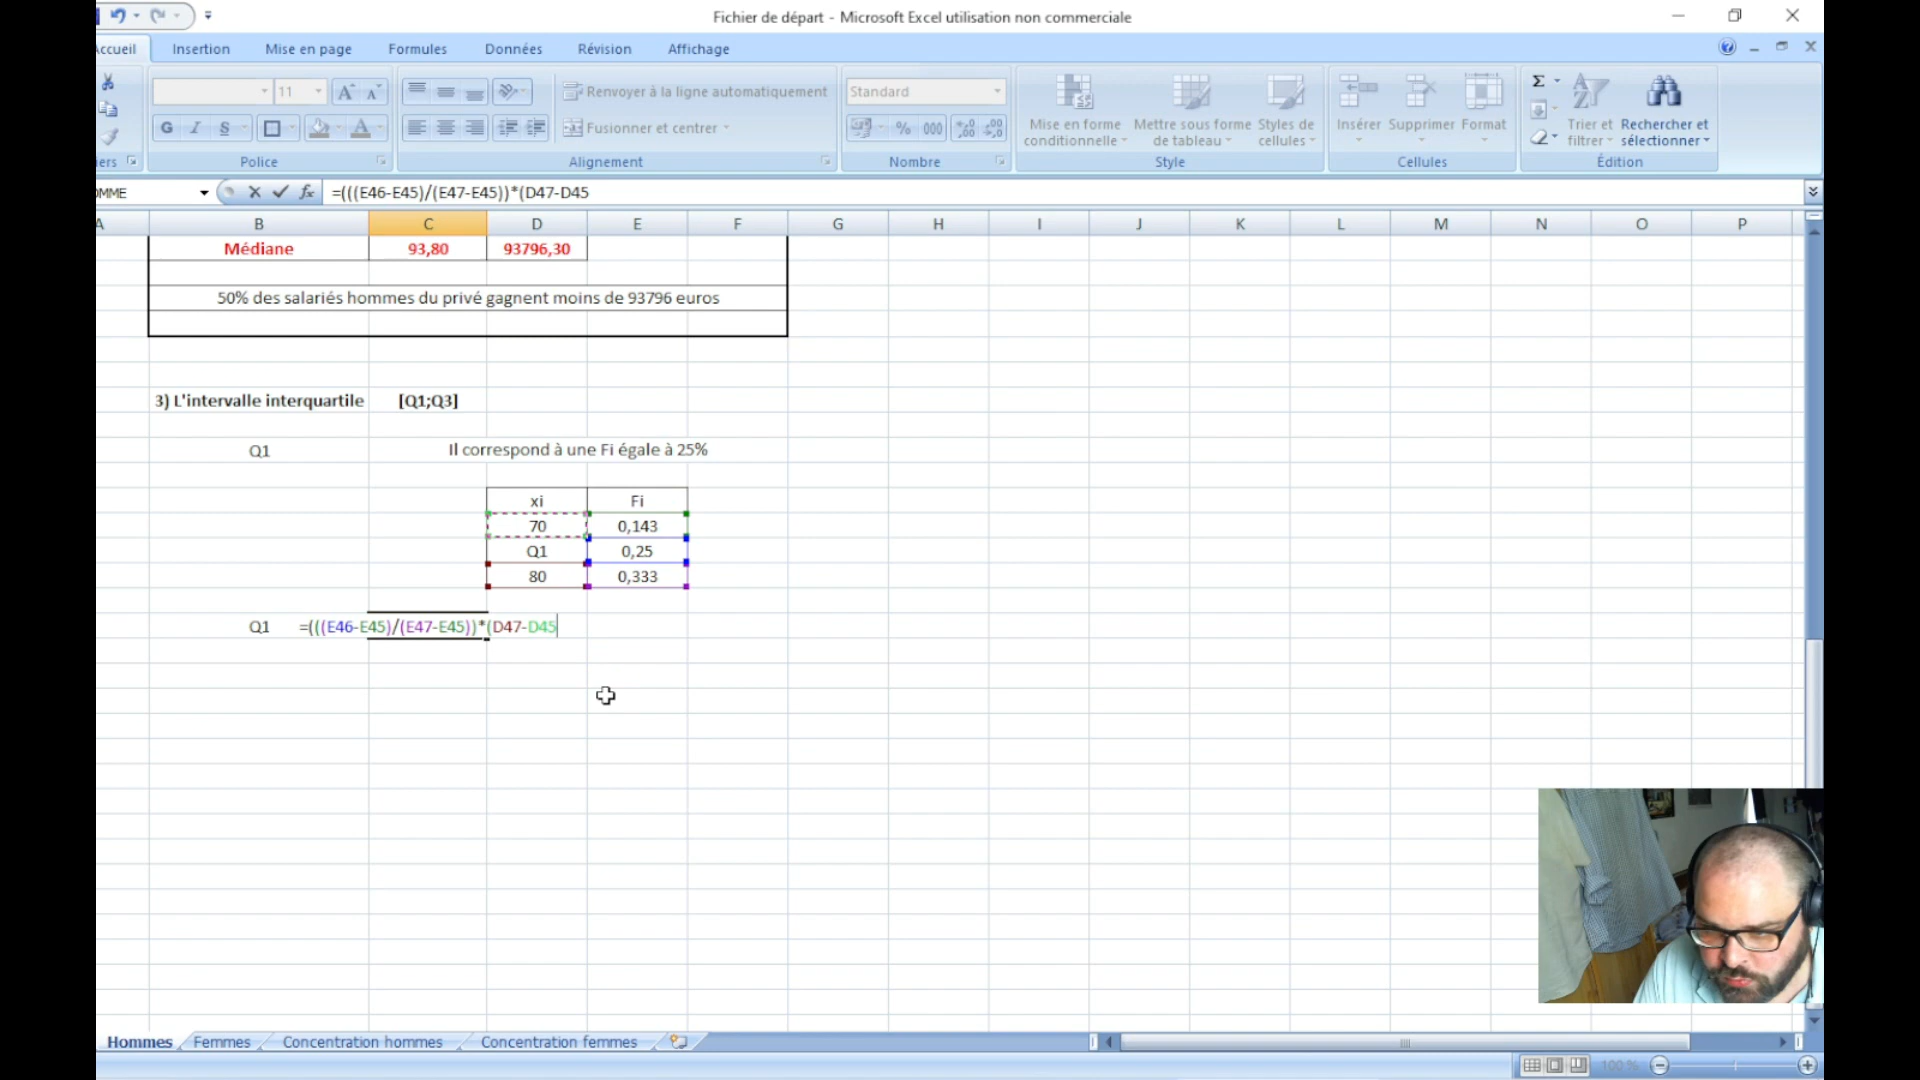 Fichier de départ - Microsoft Excel utilisation non commerciale
Accueil Insertion Mise en page Formules Données Révision Affichage
11 Renvoyer à la ligne automatiquement Standard
G I S Fusionner et centrer % 000
Mise en forme conditionnelle Mettre sous forme de tableau Styles de cellules Insérer Supprimer Format Σ Trier et filtrer Rechercher et sélectionner
iers Police Alignement Nombre Style Cellules Édition
OMME fx =(((E46-E45)/(E47-E45))*(D47-D45
A B C D E F G H I J K L M N O P
Médiane 93,80 93796,30
50% des salariés hommes du privé gagnent moins de 93796 euros
3) L'intervalle interquartile [Q1;Q3]
Q1 Il correspond à une Fi égale à 25%
xi Fi
70 0,143
Q1 0,25
80 0,333
Q1 =(((E46-E45)/(E47-E45))*(D47-D45
Hommes Femmes Concentration hommes Concentration femmes
100 %